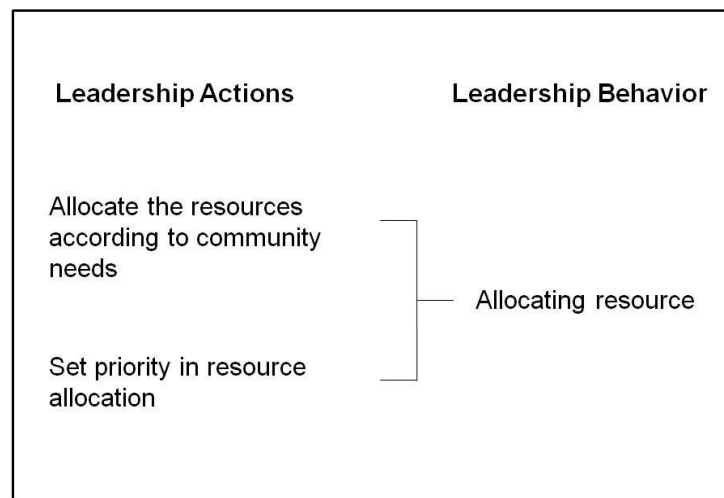 Leadership Actions
Leadership Behavior
Allocate the resources
according to community
needs
Allocating resource
Set priority in resource
allocation